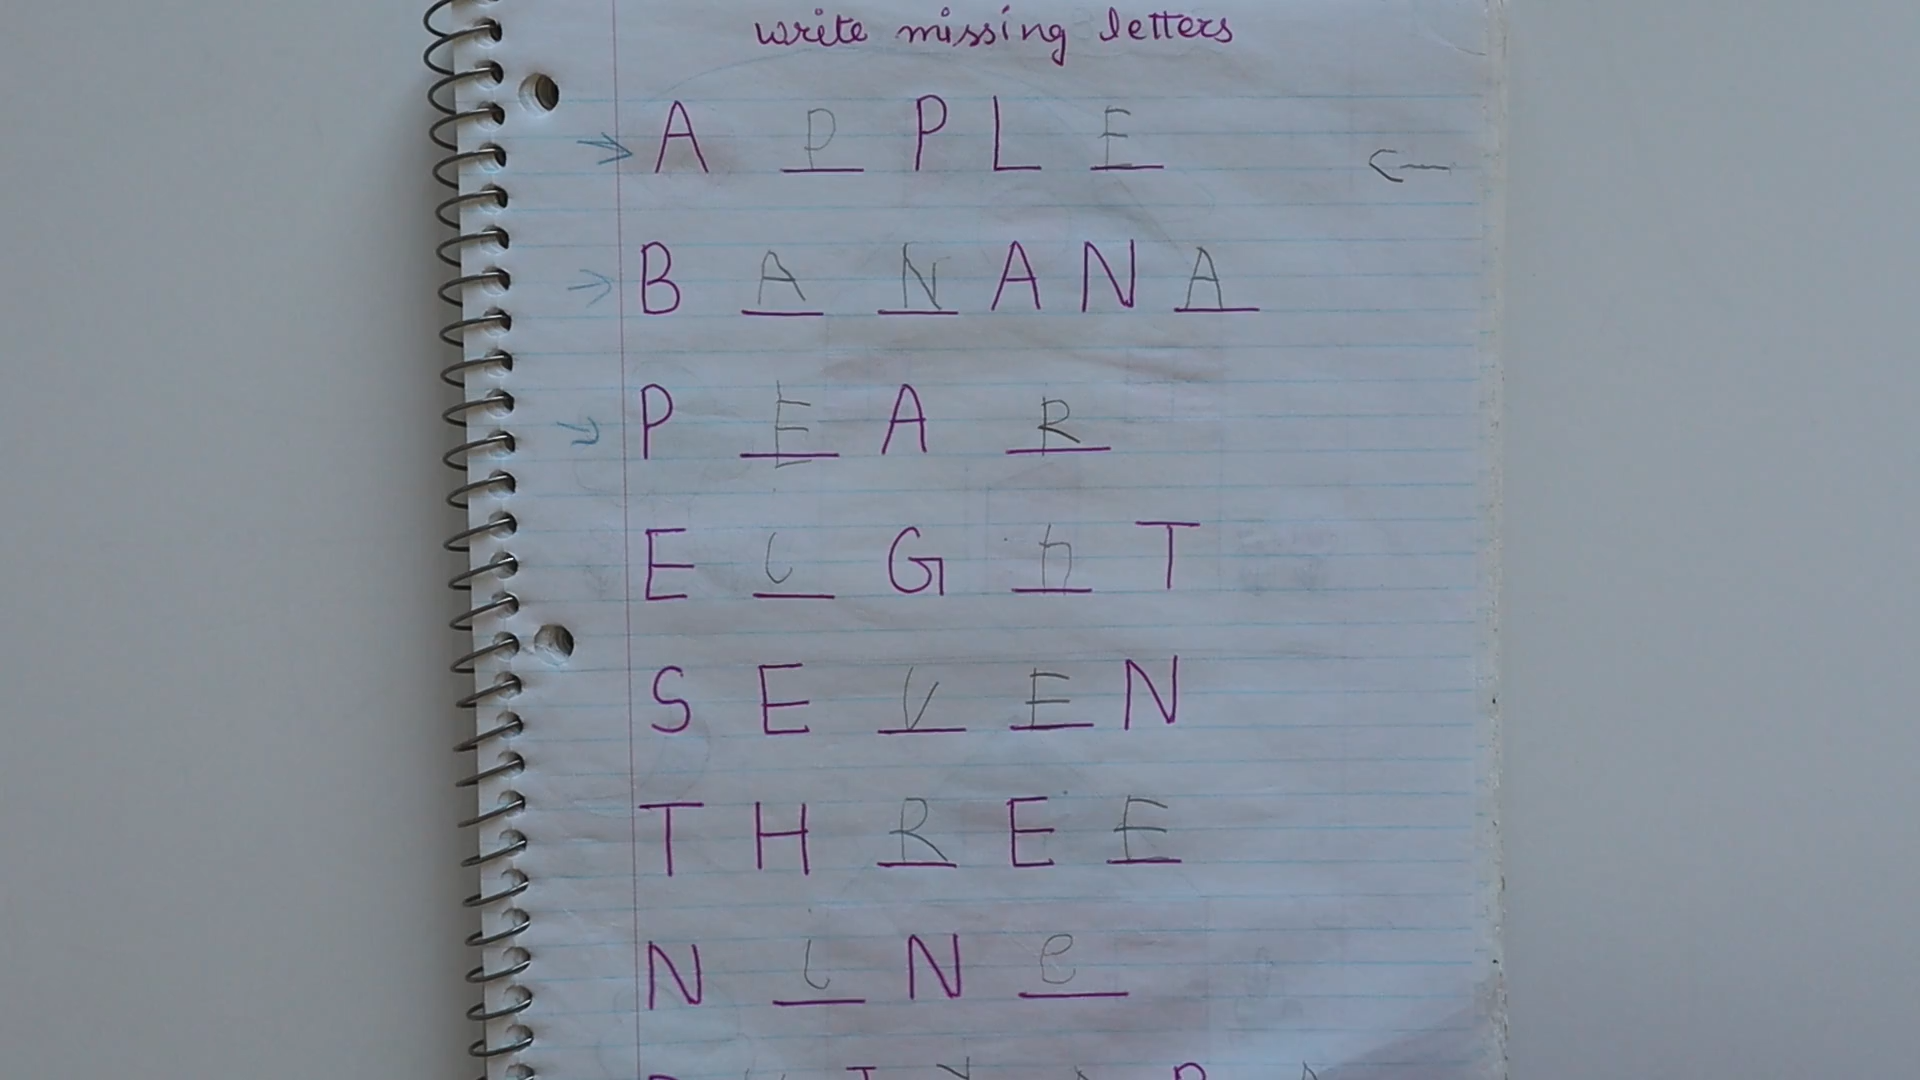 write missing letters
A P P L E
B A N A N A
P E A R
E i G h T
S E V E N
T H R E E
N i N e